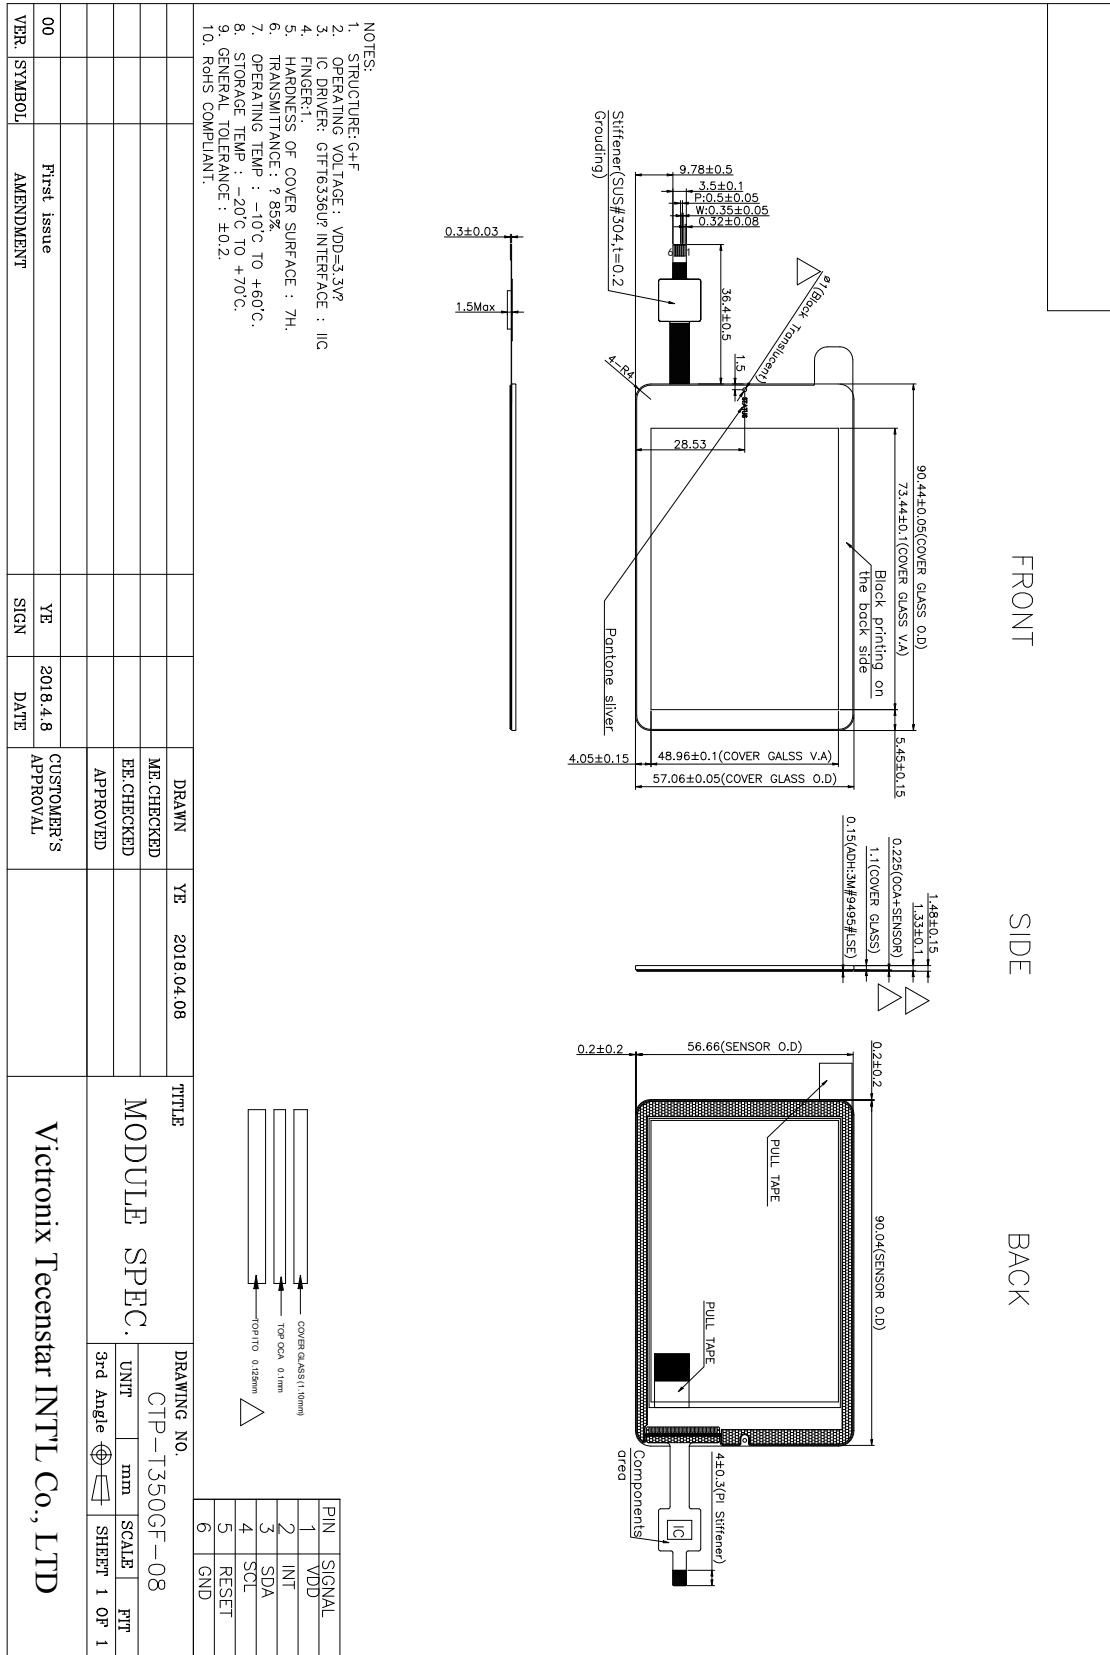 FRONT
SIDE
BACK
90.44±0.05(COVER GLASS O.D)
73.44±0.1(COVER GLASS V.A)
5.45±0.15
Black printing on
the back side
ø1(Black Translucent)
9.78±0.5
3.5±0.1
P:0.5±0.05
W:0.35±0.05
0.32±0.08
6
1
36.4±0.5
1.5
Stiffener(SUS#304,t=0.2
Grouding)
4-R4
STATUS
28.53
Pantone sliver
4.05±0.15
48.96±0.1(COVER GALSS V.A)
57.06±0.05(COVER GLASS O.D)
0.3±0.03
1.5Max
1.48±0.15
1.33±0.1
0.225(OCA+SENSOR)
1.1(COVER GLASS)
0.15(ADH:3M#9495#LSE)
0.2±0.2
56.66(SENSOR O.D)
0.2±0.2
90.04(SENSOR O.D)
PULL TAPE
PULL TAPE
4±0.3(PI Stiffener)
IC
Components
area
NOTES:
1. STRUCTURE:G+F
2. OPERATING VOLTAGE : VDD=3.3V?
3. IC DRIVER: GTFT6336U? INTERFACE : IIC
4. FINGER:1.
5. HARDNESS OF COVER SURFACE : 7H.
6. TRANSMITTANCE : ? 85%.
7. OPERATING TEMP : -10°C TO +60°C.
8. STORAGE TEMP : -20°C TO +70°C.
9. GENERAL TOLERANCE : ±0.2.
10. RoHS COMPLIANT.
COVER GLASS (1.10mm)
TOP OCA 0.1mm
TOP ITO 0.125mm
PIN SIGNAL
1 VDD
2 INT
3 SDA
4 SCL
5 RESET
6 GND
00 First issue YE 2018.4.8
VER. SYMBOL AMENDMENT SIGN DATE
DRAWN YE 2018.04.08
ME.CHECKED
EE.CHECKED
APPROVED
CUSTOMER'S
APPROVAL
TITLE
MODULE SPEC.
DRAWING NO.
CTP-T350GF-08
UNIT mm SCALE FIT
3rd Angle SHEET 1 OF 1
Victronix Tecenstar INT'L Co., LTD